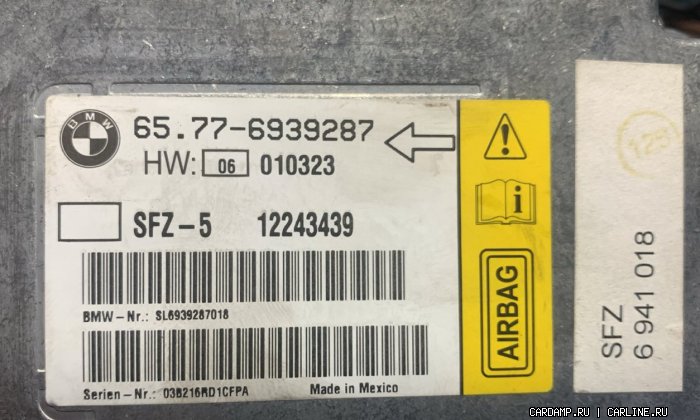 BMW
65.77-6939287
HW: 06 010323
SFZ-5 12243439
BMW-Nr.: SL6939287018
Serien-Nr.: 03B216RD1CFPA
Made in Mexico
i
AIRBAG
SFZ
6 941 018
CARDAMP.RU | CARLINE.RU